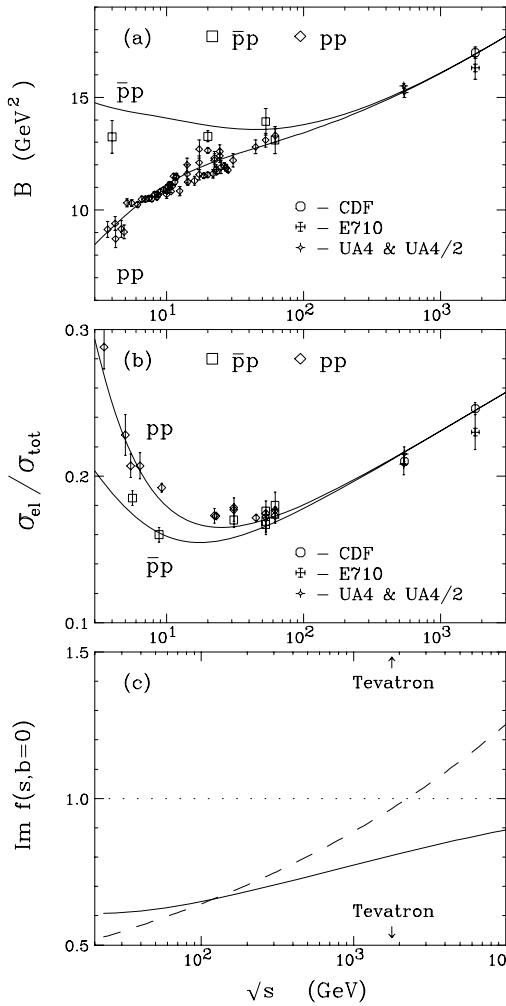 (a)
□ p̅p ◇ pp
p̅p
pp
B (GeV²)
15
10
○ – CDF
✠ – E710
✧ – UA4 & UA4/2
10¹ 10² 10³
(b)
□ p̅p ◇ pp
pp
p̅p
σel / σtot
0.3
0.2
0.1
○ – CDF
✠ – E710
✧ – UA4 & UA4/2
10¹ 10² 10³
(c)
Im f(s,b=0)
1.5
1.0
0.5
↑
Tevatron
Tevatron
↓
10² 10³ 10
√s (GeV)